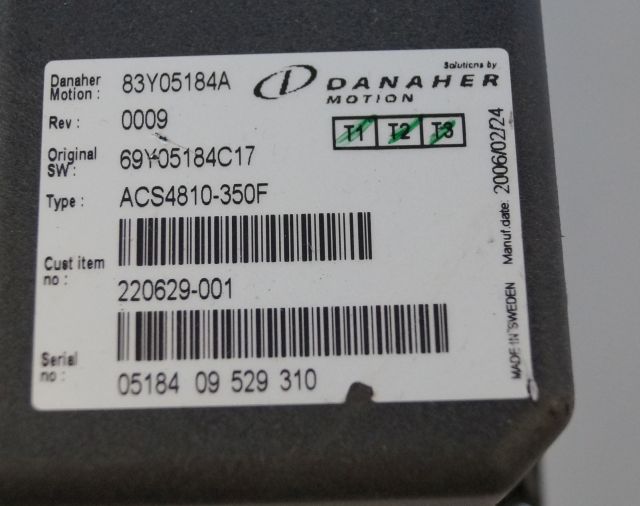 Solutions by
DANAHER
MOTION
Danaher Motion : 83Y05184A
Rev : 0009
T1 T2 T3
Original SW: 69Y05184C17
Type : ACS4810-350F
Cust item no : 220629-001
Serial no : 05184 09 529 310
MADE IN SWEDEN Manuf.date: 2006/02/24